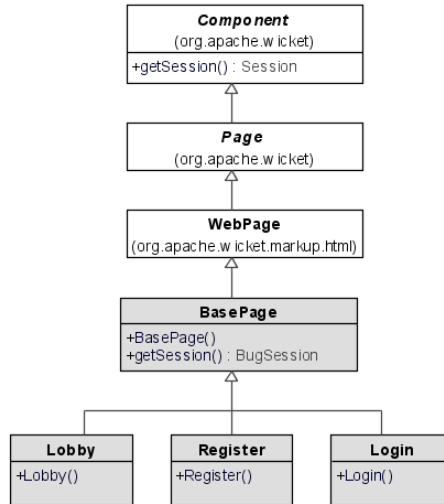 Component
(org.apache.wicket)
+getSession() : Session
Page
(org.apache.wicket)
WebPage
(org.apache.wicket.markup.html)
BasePage
+BasePage()
+getSession() : BugSession
Lobby
+Lobby()
Register
+Register()
Login
+Login()